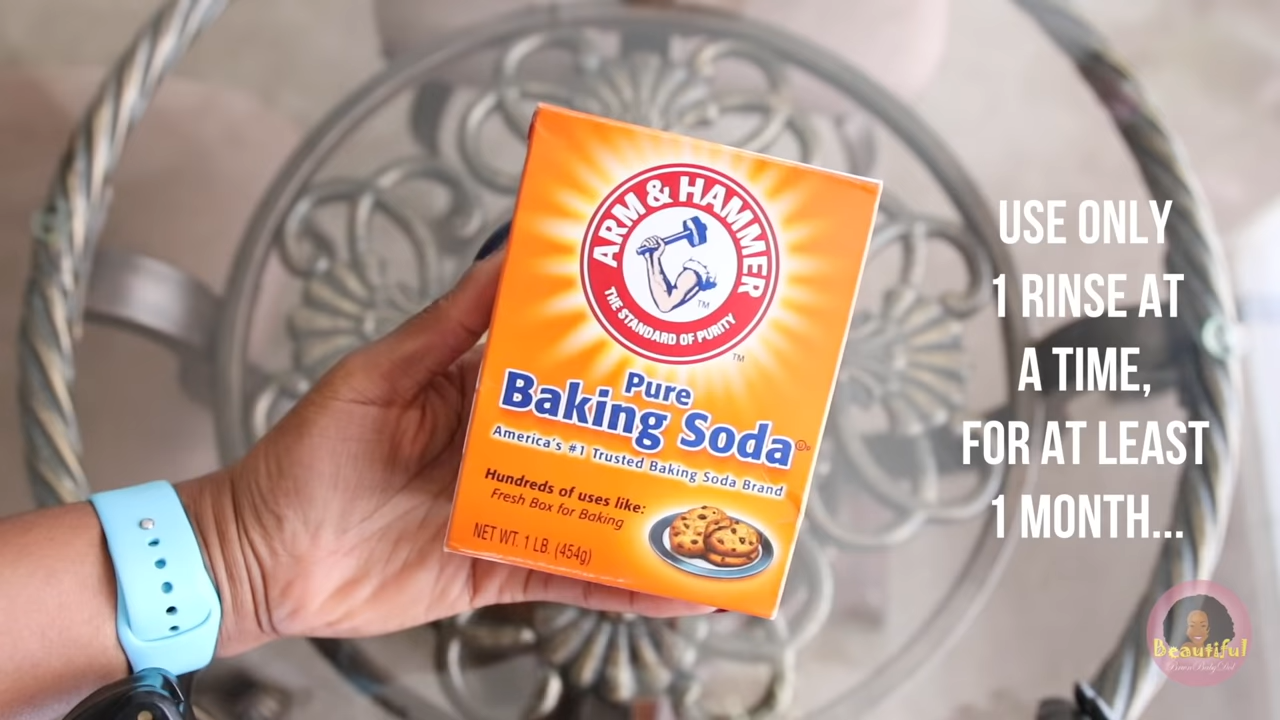 ARM & HAMMER
THE STANDARD OF PURITY
TM
TM
Pure
Baking Soda®
America's #1 Trusted Baking Soda Brand
Hundreds of uses like:
Fresh Box for Baking
NET WT. 1 LB. (454g)
USE ONLY
1 RINSE AT
A TIME,
FOR AT LEAST
1 MONTH...
Beautiful
BrownBabyDol